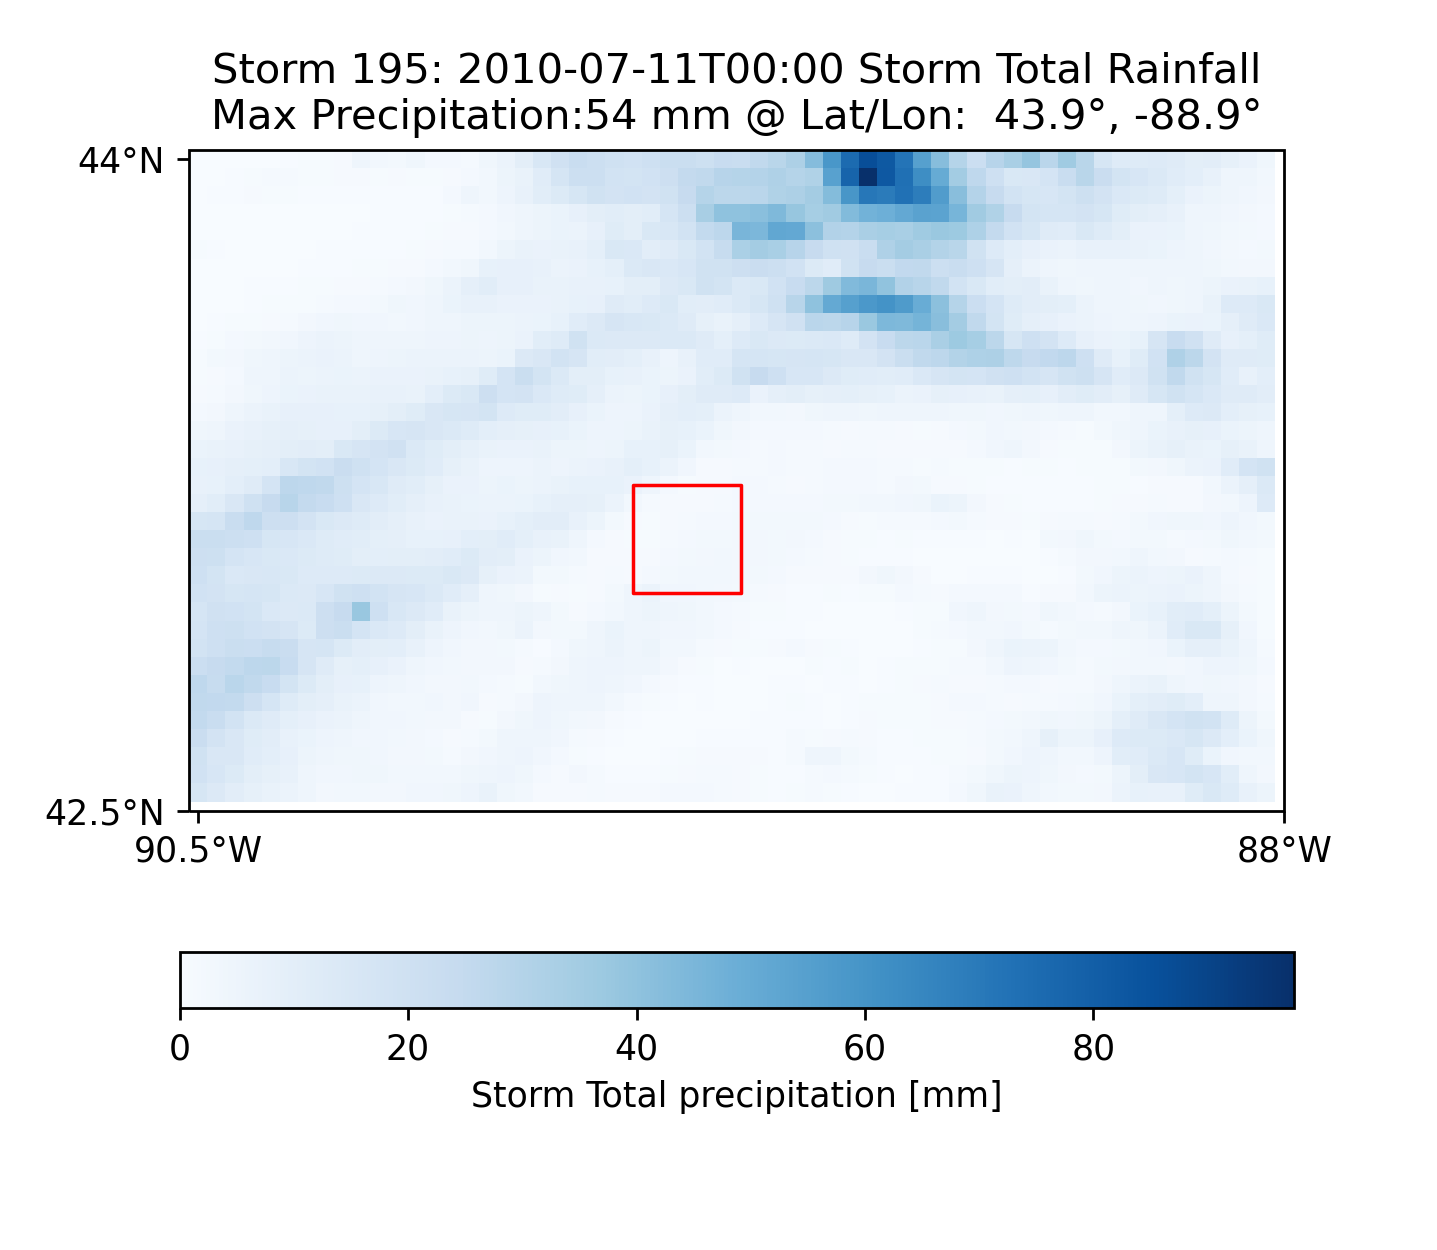 Storm 195: 2010-07-11T00:00 Storm Total Rainfall
Max Precipitation:54 mm @ Lat/Lon:  43.9°, -88.9°
44°N
42.5°N
90.5°W
88°W
0
20
40
60
80
Storm Total precipitation [mm]